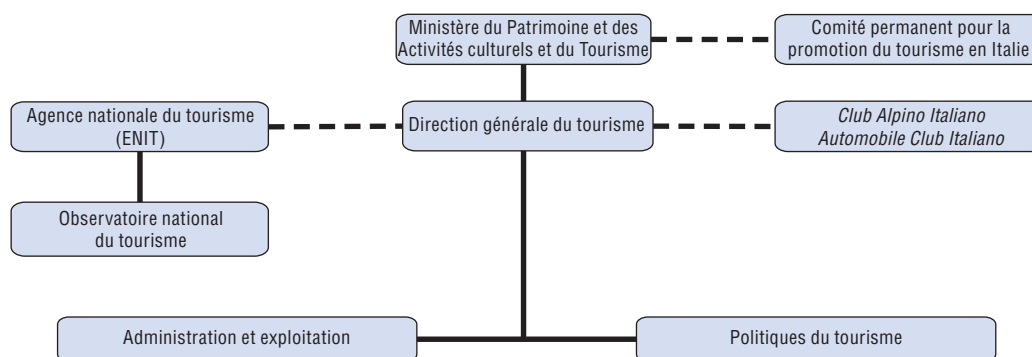 Ministère du Patrimoine et des
Activités culturels et du Tourisme
Comité permanent pour la
promotion du tourisme en Italie
Agence nationale du tourisme
(ENIT)
Direction générale du tourisme
Club Alpino Italiano
Automobile Club Italiano
Observatoire national
du tourisme
Administration et exploitation
Politiques du tourisme